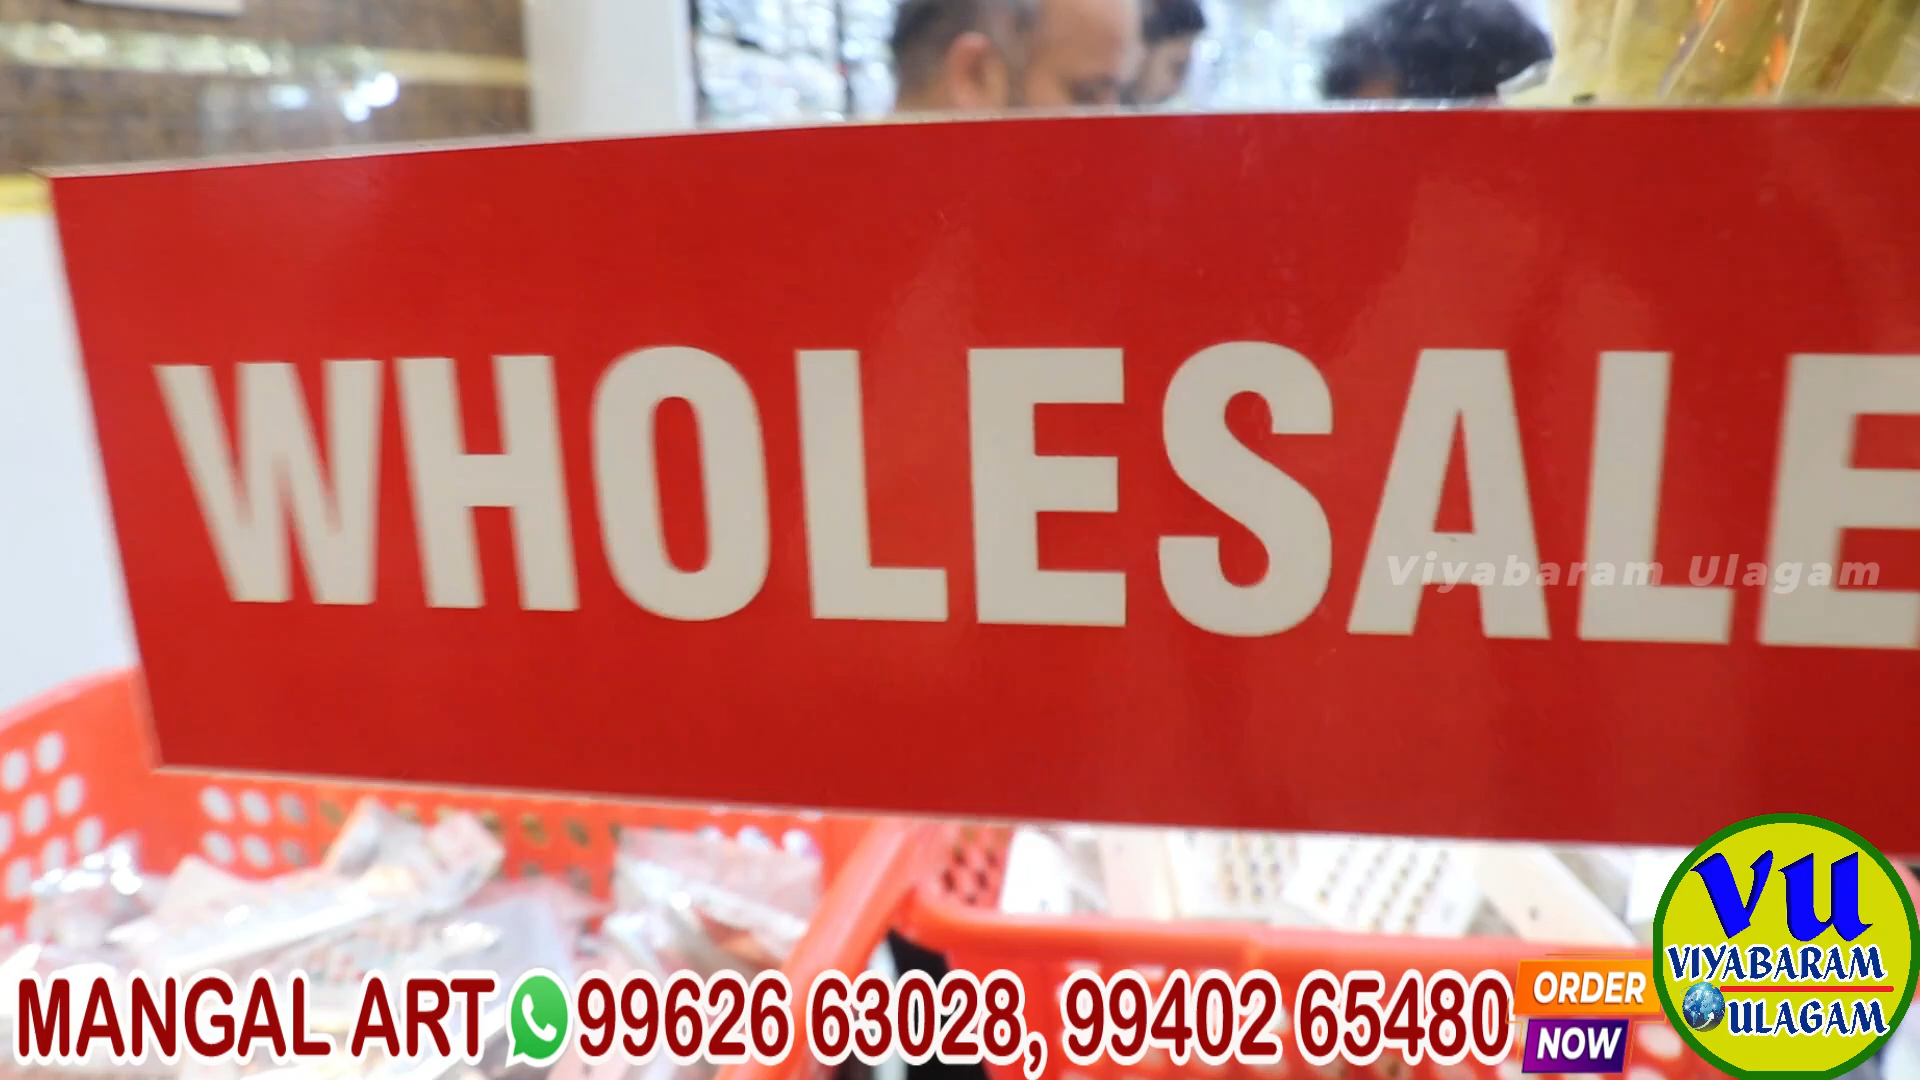 WHOLESALE
Viyabaram Ulagam
MANGAL ART 99626 63028, 99402 65480
ORDER
NOW
VU
VIYABARAM
ULAGAM